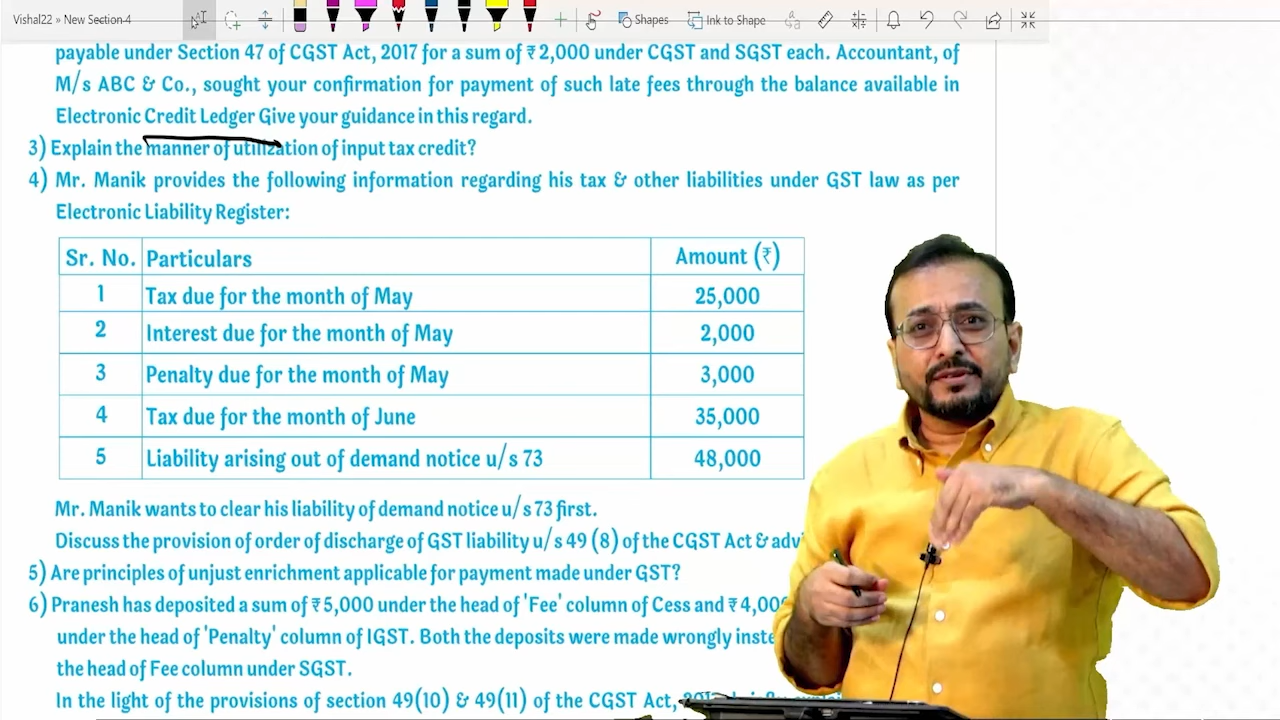 Vishal22 » New Section-4
Shapes
Ink to Shape
payable under Section 47 of CGST Act, 2017 for a sum of ₹ 2,000 under CGST and SGST each. Accountant, of
M/s ABC & Co., sought your confirmation for payment of such late fees through the balance available in
Electronic Credit Ledger Give your guidance in this regard.
3) Explain the manner of utilization of input tax credit?
4) Mr. Manik provides the following information regarding his tax & other liabilities under GST law as per
Electronic Liability Register:
Sr. No. Particulars Amount (₹)
1 Tax due for the month of May 25,000
2 Interest due for the month of May 2,000
3 Penalty due for the month of May 3,000
4 Tax due for the month of June 35,000
5 Liability arising out of demand notice u/s 73 48,000
Mr. Manik wants to clear his liability of demand notice u/s 73 first.
Discuss the provision of order of discharge of GST liability u/s 49 (8) of the CGST Act &
5) Are principles of unjust enrichment applicable for payment made under GST?
6) Pranesh has deposited a sum of ₹ 5,000 under the head of 'Fee' column of Cess and
under the head of 'Penalty' column of IGST. Both the deposits were made wrongly
the head of Fee column under SGST.
In the light of the provisions of section 49(10) & 49(11) of the CGST Act,